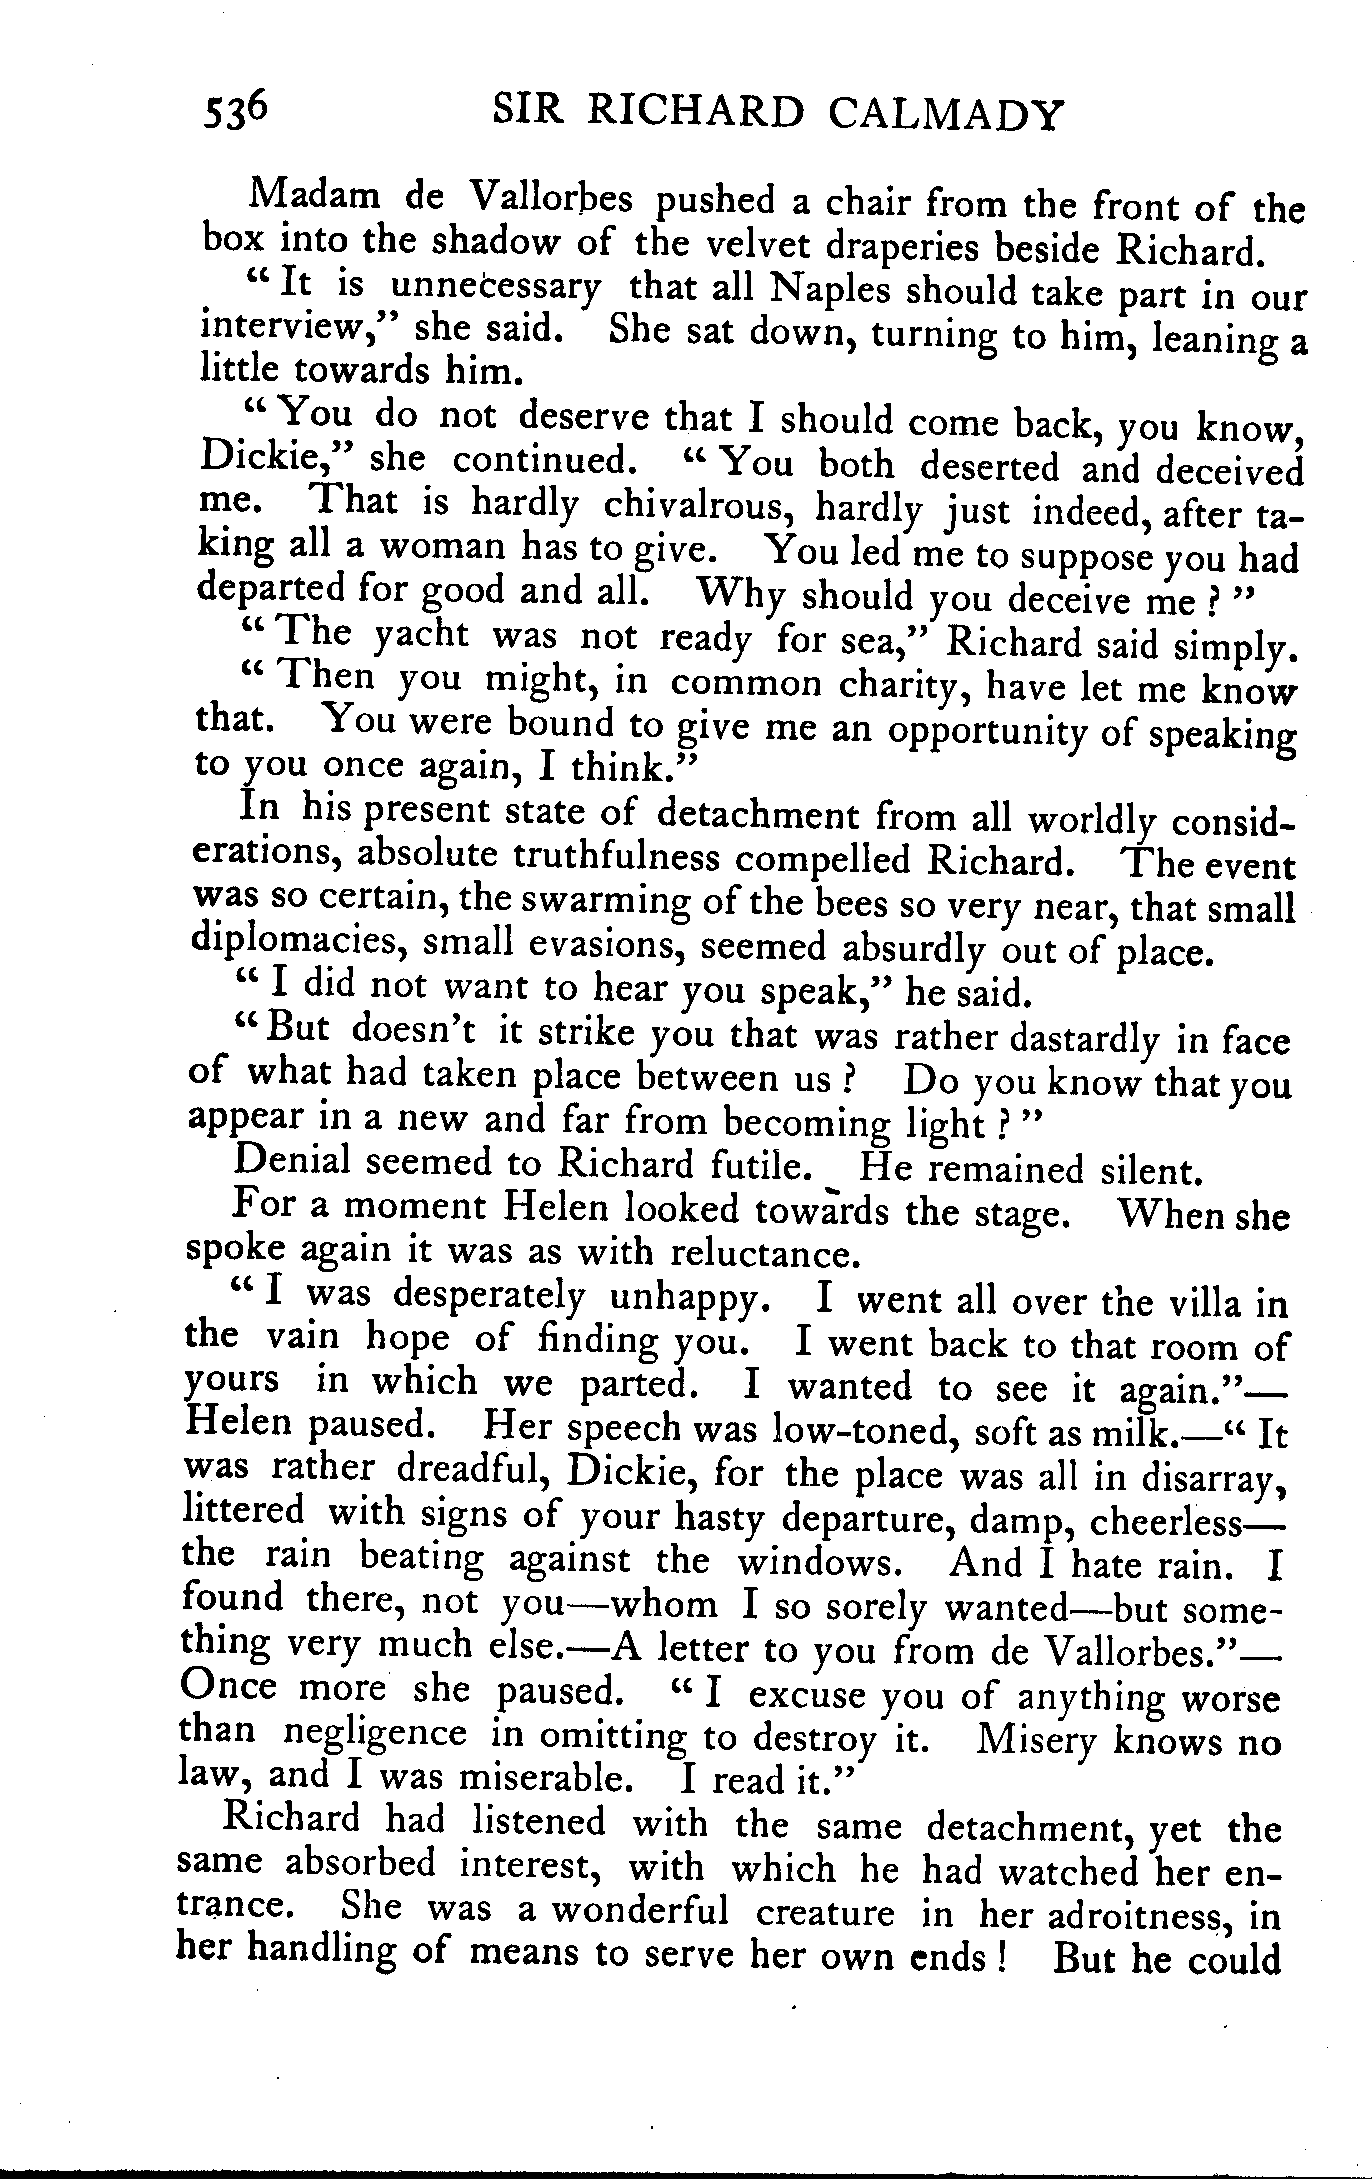 536 SIR RICHARD CALMADY
Madam de Vallorbes pushed a chair from the front of the
box into the shadow of the velvet draperies beside Richard.
“ It is unnecessary that all Naples should take part in our
interview,” she said. She sat down, turning to him, leaning a
little towards him.
“ You do not deserve that I should come back, you know,
Dickie,” she continued. “ You both deserted and deceived
me. That is hardly chivalrous, hardly just indeed, after ta-
king all a woman has to give. You led me to suppose you had
departed for good and all. Why should you deceive me ? ”
“ The yacht was not ready for sea,” Richard said simply.
“ Then you might, in common charity, have let me know
that. You were bound to give me an opportunity of speaking
to you once again, I think.”
In his present state of detachment from all worldly consid-
erations, absolute truthfulness compelled Richard. The event
was so certain, the swarming of the bees so very near, that small
diplomacies, small evasions, seemed absurdly out of place.
“ I did not want to hear you speak,” he said.
“ But doesn’t it strike you that was rather dastardly in face
of what had taken place between us ? Do you know that you
appear in a new and far from becoming light ? ”
Denial seemed to Richard futile. He remained silent.
For a moment Helen looked towards the stage. When she
spoke again it was as with reluctance.
“ I was desperately unhappy. I went all over the villa in
the vain hope of finding you. I went back to that room of
yours in which we parted. I wanted to see it again.”—
Helen paused. Her speech was low-toned, soft as milk.—“ It
was rather dreadful, Dickie, for the place was all in disarray,
littered with signs of your hasty departure, damp, cheerless—
the rain beating against the windows. And I hate rain. I
found there, not you—whom I so sorely wanted—but some-
thing very much else.—A letter to you from de Vallorbes.”—
Once more she paused. “ I excuse you of anything worse
than negligence in omitting to destroy it. Misery knows no
law, and I was miserable. I read it.”
Richard had listened with the same detachment, yet the
same absorbed interest, with which he had watched her en-
trance. She was a wonderful creature in her adroitness, in
her handling of means to serve her own ends ! But he could